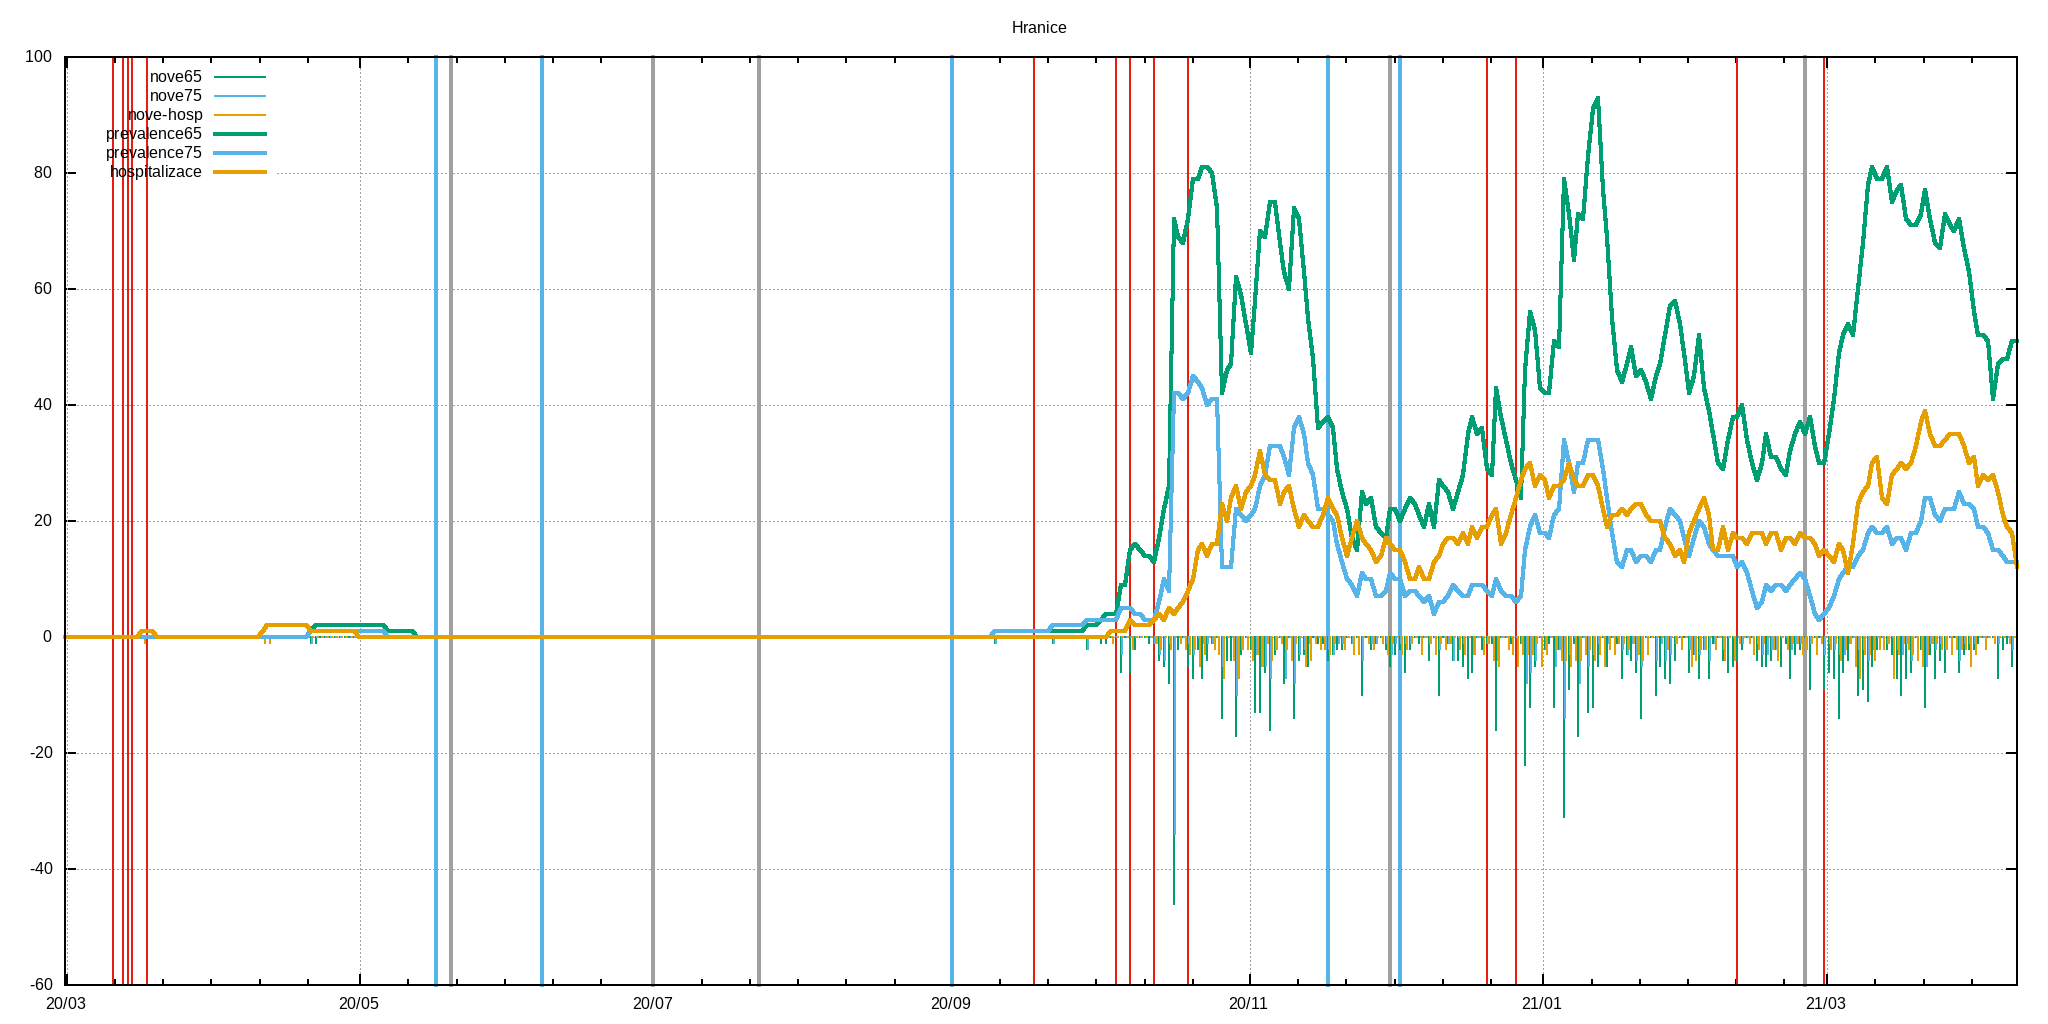 Hranice
100
80
60
40
20
0
-20
-40
-60
nove65
nove75
nove-hosp
prevalence65
prevalence75
hospitalizace
20/03 20/05 20/07 20/09 20/11 21/01 21/03